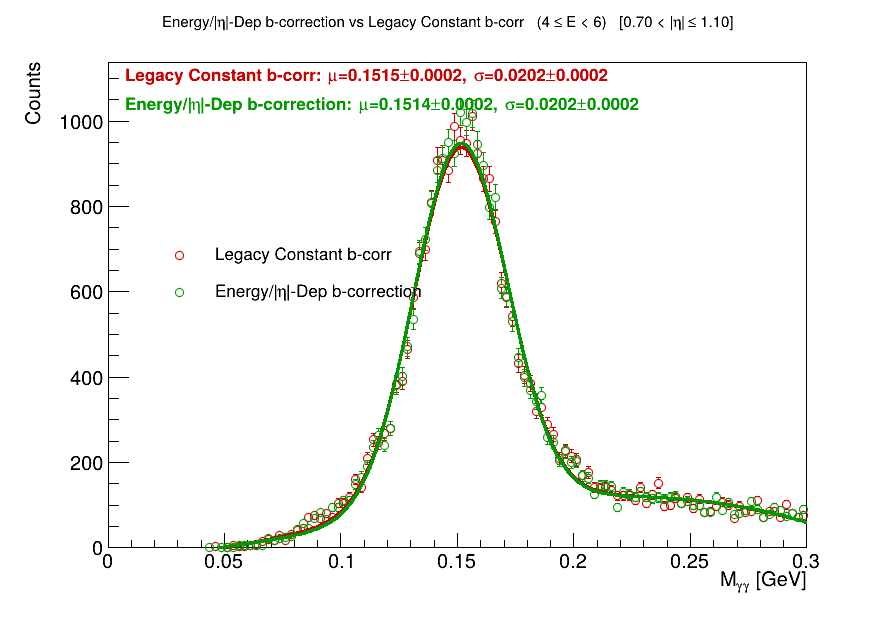 Energy/|η|-Dep b-correction vs Legacy Constant b-corr (4 ≤ E < 6) [0.70 < |η| ≤ 1.10]
Legacy Constant b-corr: μ=0.1515±0.0002, σ=0.0202±0.0002
Energy/|η|-Dep b-correction: μ=0.1514±0.0002, σ=0.0202±0.0002
Counts
1000
800
600
400
200
0
Legacy Constant b-corr
Energy/|η|-Dep b-correction
0 0.05 0.1 0.15 0.2 0.25 0.3
Mγγ [GeV]